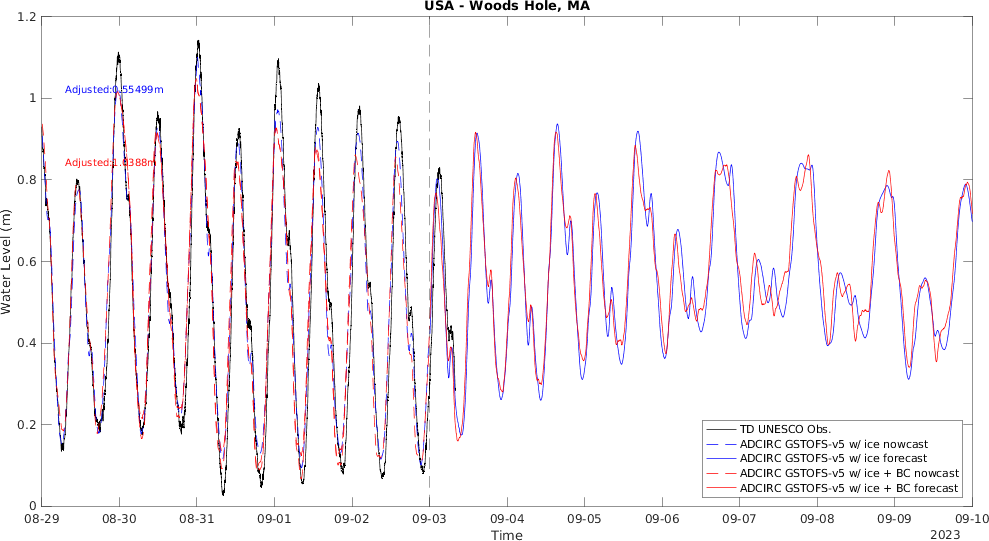 USA - Woods Hole, MA
1.2
1
0.8
0.6
0.4
0.2
0
Water Level (m)
Adjusted:0.55499m
TD UNESCO Obs.
ADCIRC GSTOFS-v5 w/ ice nowcast
ADCIRC GSTOFS-v5 w/ ice forecast
ADCIRC GSTOFS-v5 w/ ice + BC nowcast
ADCIRC GSTOFS-v5 w/ ice + BC forecast
08-29 08-30 08-31 09-01 09-02 09-03 09-04 09-05 09-06 09-07 09-08 09-09 09-10
Time
2023